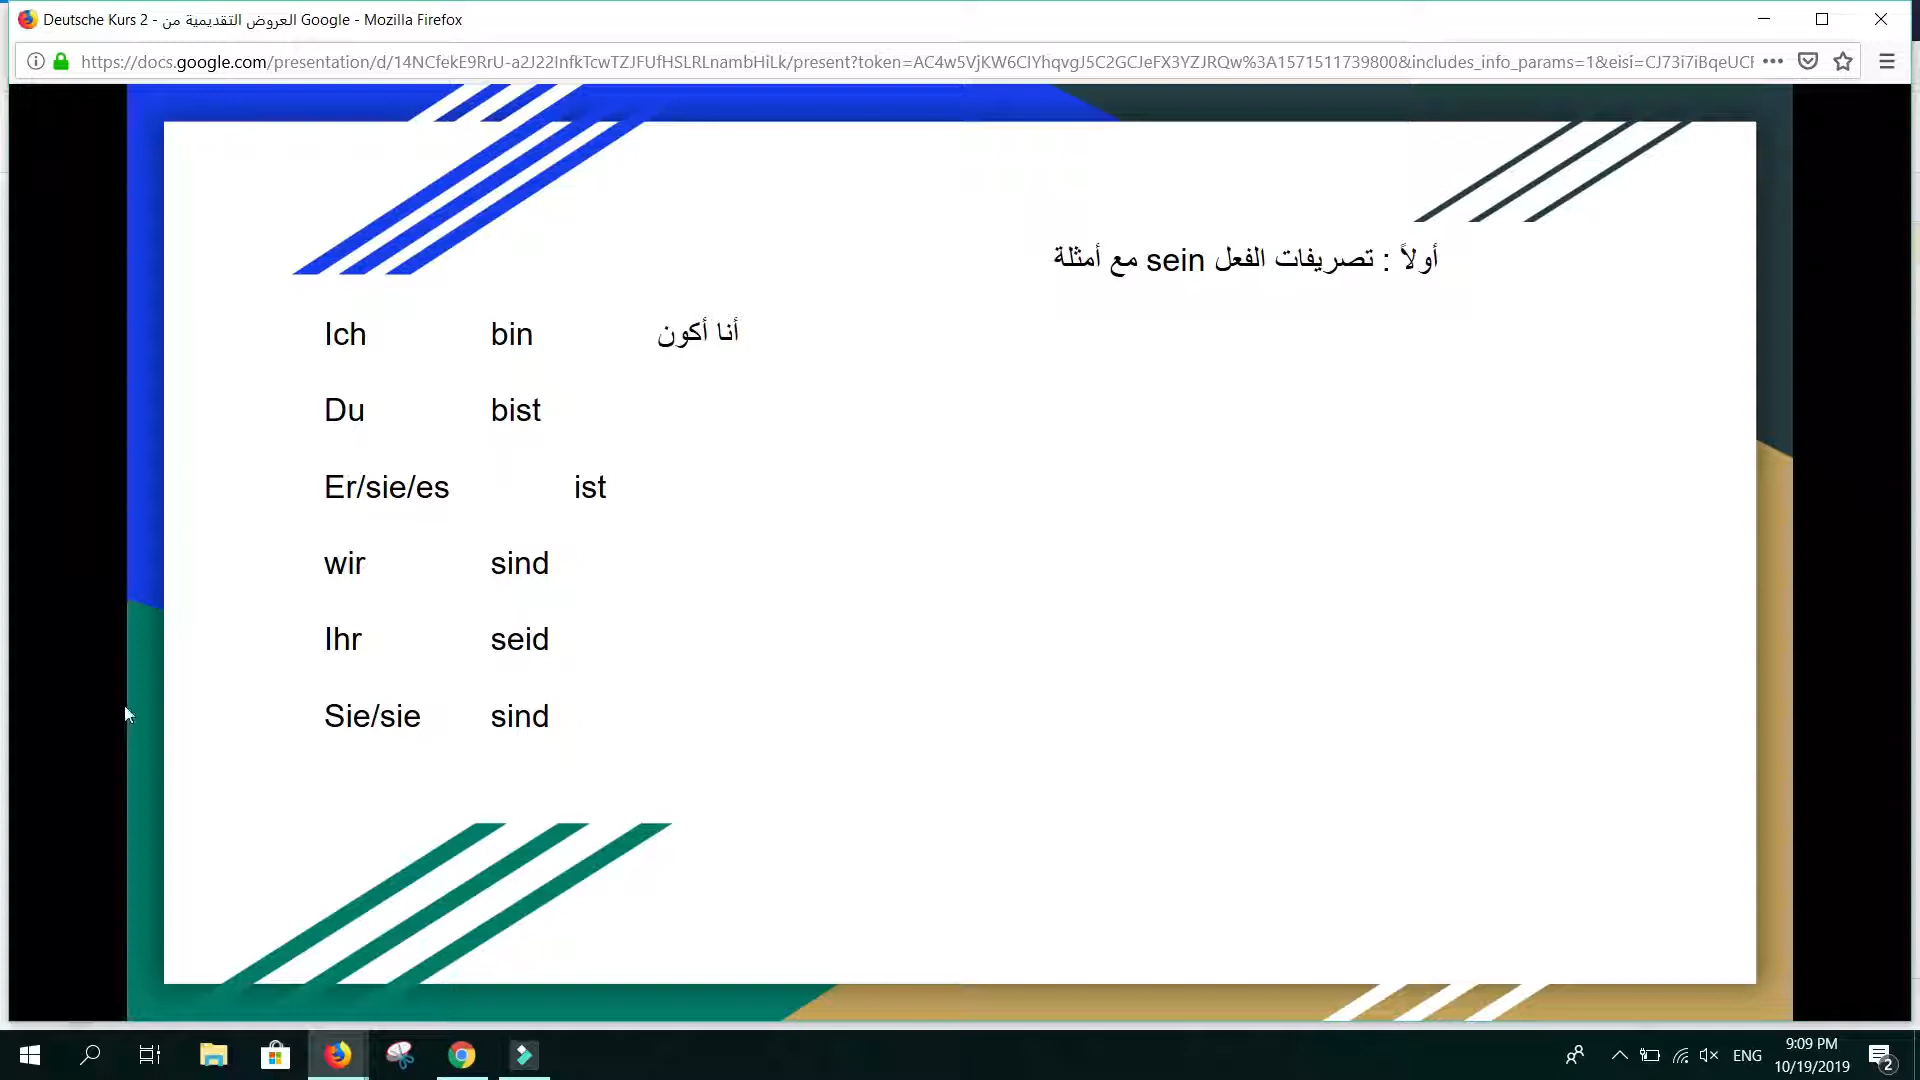 Deutsche Kurs 2 - العروض التقديمية من Google - Mozilla Firefox
https://docs.google.com/presentation/d/14NCfekE9RrU-a2J22InfkTcwTZJFUfHSLRLnambHiLk/present?token=AC4w5VjKW6CIYhqvgJ5C2GCJeFX3YZJRQw%3A1571511739800&includes_info_params=1&eisi=CJ73i7iBqeUCF
أولاً : تصريفات الفعل sein مع أمثلة
Ich bin أنا أكون
Du bist
Er/sie/es ist
wir sind
Ihr seid
Sie/sie sind
ENG
9:09 PM
10/19/2019
2